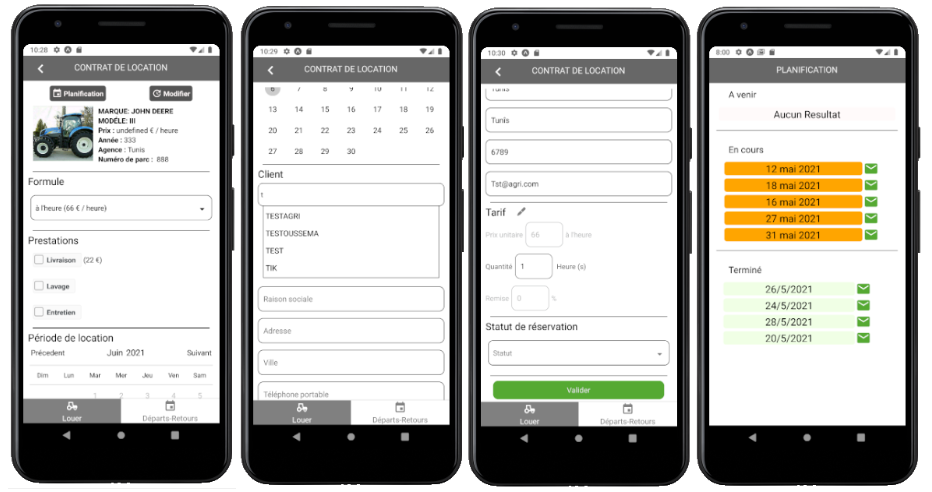 10:28
CONTRAT DE LOCATION
Planification
Modifier
MARQUE: JOHN DEERE
MODÈLE: III
Prix : undefined € / heure
Année : 333
Agence : Tunis
Numéro de parc : 888
Formule
à l'heure (66 € / heure)
Prestations
Livraison (22 €)
Lavage
Entretien
Période de location
Précedent Juin 2021 Suivant
Dim Lun Mar Mer Jeu Ven Sam
1 2 3 4 5
Louer Départs-Retours
10:29
CONTRAT DE LOCATION
6 7 8 9 10 11 12
13 14 15 16 17 18 19
20 21 22 23 24 25 26
27 28 29 30
Client
t
TESTAGRI
TESTOUSSEMA
TEST
TIK
Raison sociale
Adresse
Ville
Téléphone portable
Louer Départs-Retours
10:30
CONTRAT DE LOCATION
Tunis
Tunis
6789
Tst@agri.com
Tarif
Prix unitaire 66 à l'heure
Quantité 1 Heure (s)
Remise 0 %
Statut de réservation
Statut
Valider
Louer Départs-Retours
8:00
PLANIFICATION
A venir
Aucun Resultat
En cours
12 mai 2021
18 mai 2021
16 mai 2021
27 mai 2021
31 mai 2021
Terminé
26/5/2021
24/5/2021
28/5/2021
20/5/2021